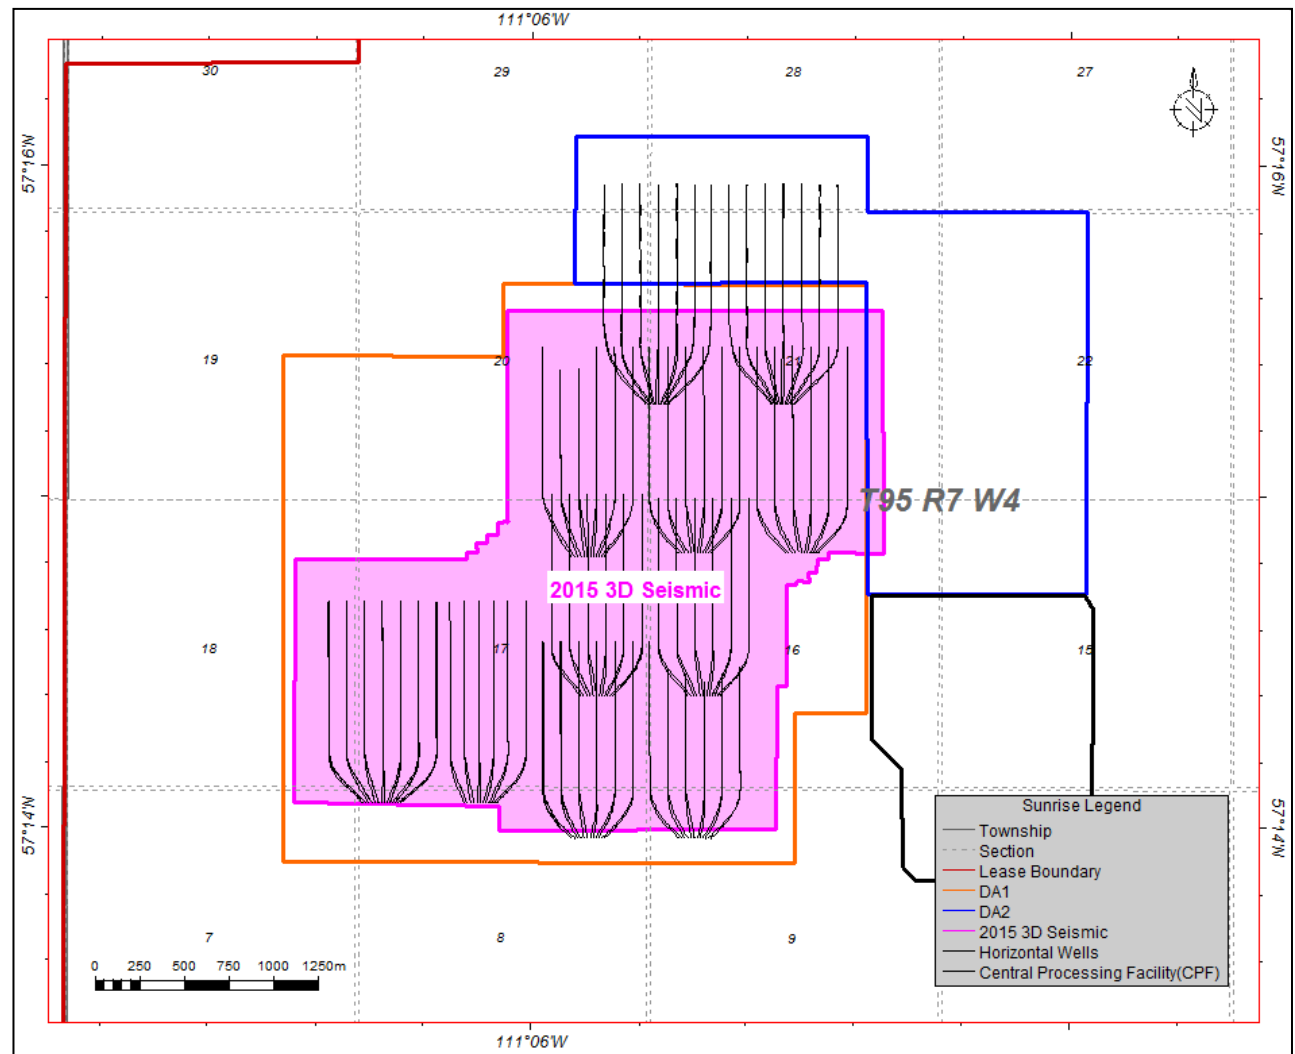 111°06'W
30
29
28
27
57°16'N
57°16'N
19
20
21
22
T95 R7 W4
2015 3D Seismic
18
17
16
15
57°14'N
57°14'N
Sunrise Legend
Township
Section
Lease Boundary
DA1
DA2
2015 3D Seismic
Horizontal Wells
Central Processing Facility(CPF)
7
8
9
0 250 500 750 1000 1250m
111°06'W